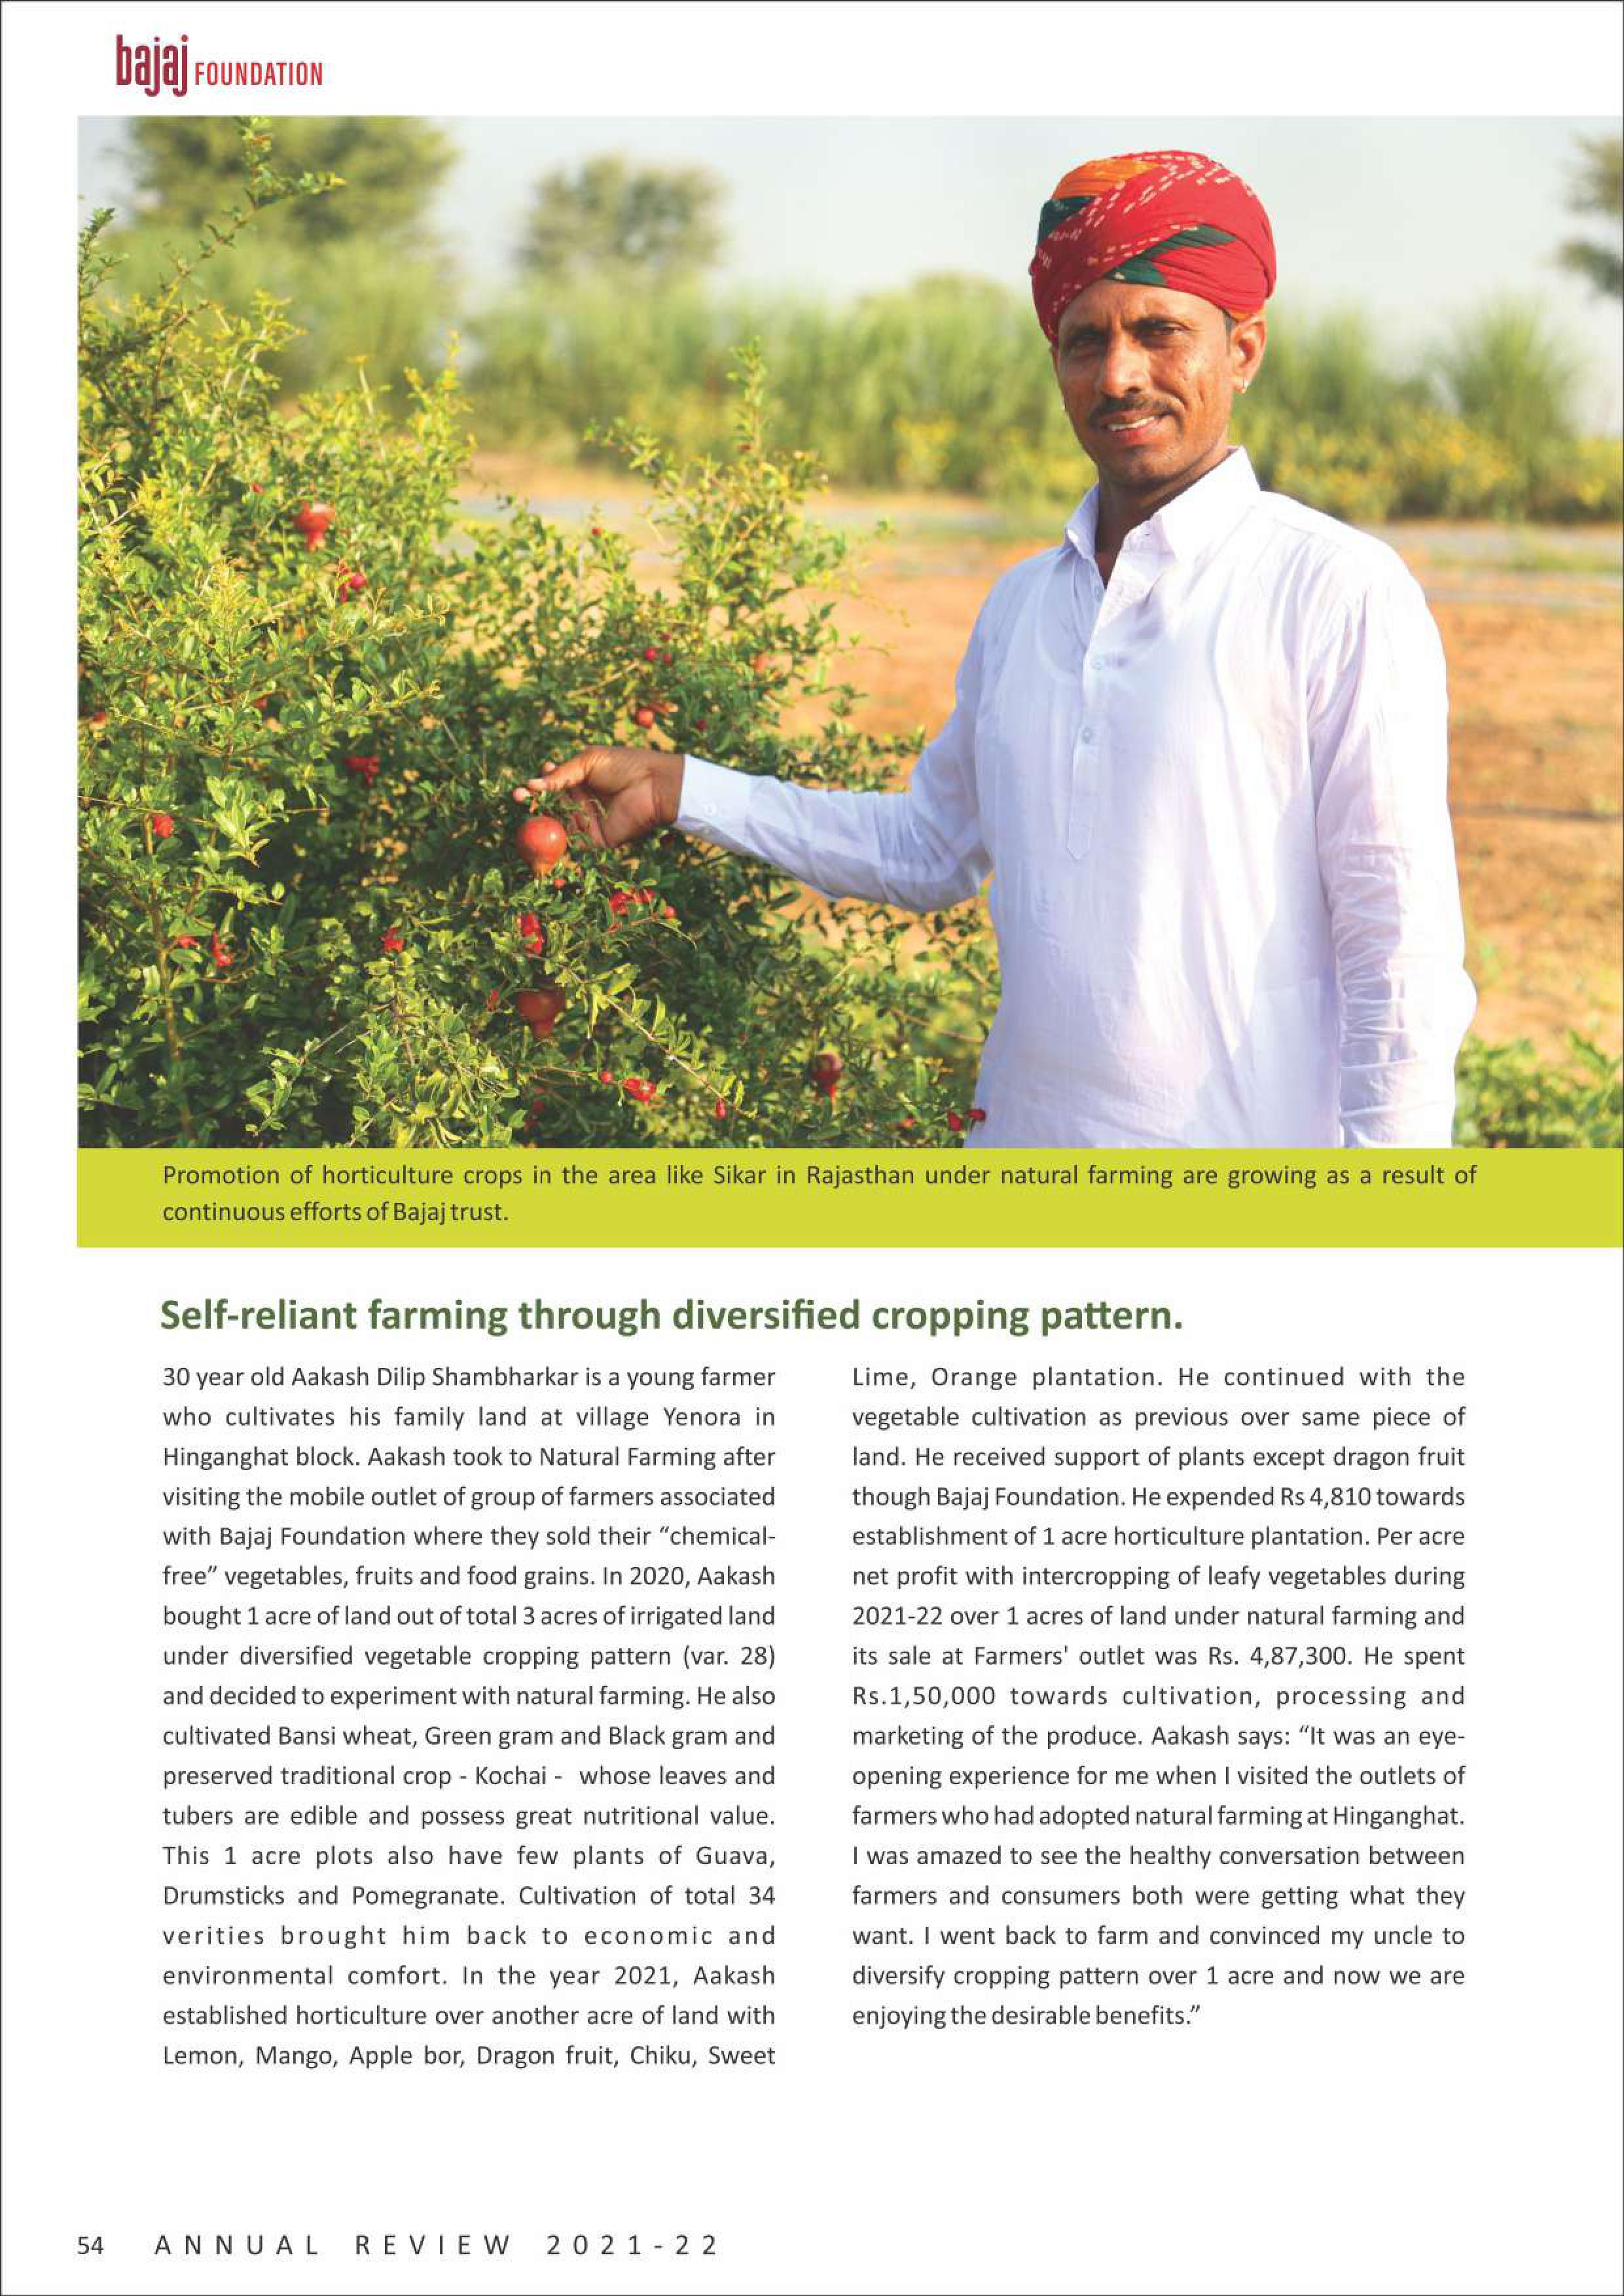 bajaj FOUNDATION
Promotion of horticulture crops in the area like Sikar in Rajasthan under natural farming are growing as a result of
continuous efforts of Bajaj trust.
Self-reliant farming through diversified cropping pattern.
30 year old Aakash Dilip Shambharkar is a young farmer
who cultivates his family land at village Yenora in
Hinganghat block. Aakash took to Natural Farming after
visiting the mobile outlet of group of farmers associated
with Bajaj Foundation where they sold their “chemical-
free” vegetables, fruits and food grains. In 2020, Aakash
bought 1 acre of land out of total 3 acres of irrigated land
under diversified vegetable cropping pattern (var. 28)
and decided to experiment with natural farming. He also
cultivated Bansi wheat, Green gram and Black gram and
preserved traditional crop - Kochai - whose leaves and
tubers are edible and possess great nutritional value.
This 1 acre plots also have few plants of Guava,
Drumsticks and Pomegranate. Cultivation of total 34
verities brought him back to economic and
environmental comfort. In the year 2021, Aakash
established horticulture over another acre of land with
Lemon, Mango, Apple bor, Dragon fruit, Chiku, Sweet
Lime, Orange plantation. He continued with the
vegetable cultivation as previous over same piece of
land. He received support of plants except dragon fruit
though Bajaj Foundation. He expended Rs 4,810 towards
establishment of 1 acre horticulture plantation. Per acre
net profit with intercropping of leafy vegetables during
2021-22 over 1 acres of land under natural farming and
its sale at Farmers' outlet was Rs. 4,87,300. He spent
Rs.1,50,000 towards cultivation, processing and
marketing of the produce. Aakash says: “It was an eye-
opening experience for me when I visited the outlets of
farmers who had adopted natural farming at Hinganghat.
I was amazed to see the healthy conversation between
farmers and consumers both were getting what they
want. I went back to farm and convinced my uncle to
diversify cropping pattern over 1 acre and now we are
enjoying the desirable benefits.”
54 ANNUAL REVIEW 2021-22